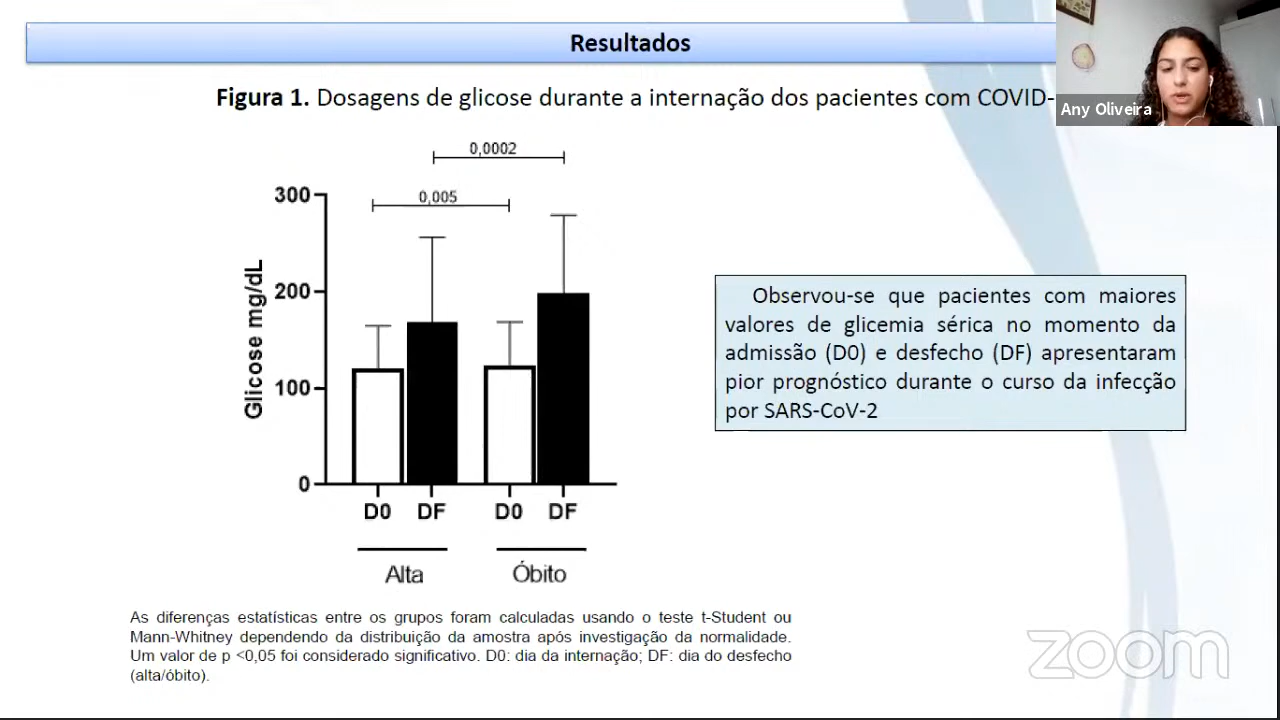 Resultados
Figura 1. Dosagens de glicose durante a internação dos pacientes com COVID-
Any Oliveira
0,0002
0,005
300
200
100
0
Glicose mg/dL
D0 DF D0 DF
Alta Óbito
Observou-se que pacientes com maiores
valores de glicemia sérica no momento da
admissão (D0) e desfecho (DF) apresentaram
pior prognóstico durante o curso da infecção
por SARS-CoV-2
As diferenças estatísticas entre os grupos foram calculadas usando o teste t-Student ou
Mann-Whitney dependendo da distribuição da amostra após investigação da normalidade.
Um valor de p <0,05 foi considerado significativo. D0: dia da internação; DF: dia do desfecho
(alta/óbito).
zoom